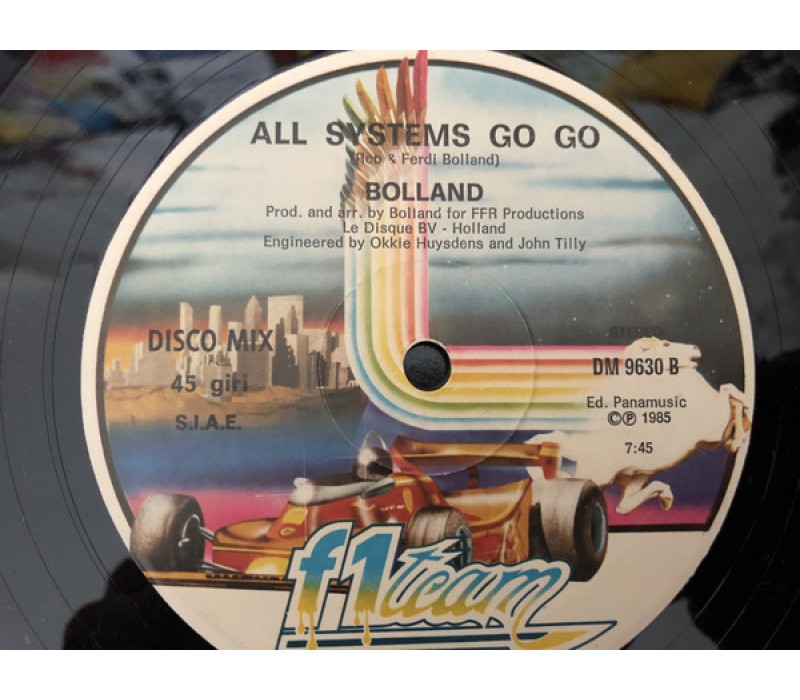 ALL SYSTEMS GO GO
(Rob & Ferdi Bolland)
BOLLAND
Prod. and arr. by Bolland for FFR Productions
Le Disque BV - Holland
Engineered by Okkie Huysdens and John Tilly
DISCO MIX
45 giri
S.I.A.E.
STEREO
DM 9630 B
Ed. Panamusic
©℗ 1985
7:45
f1 team